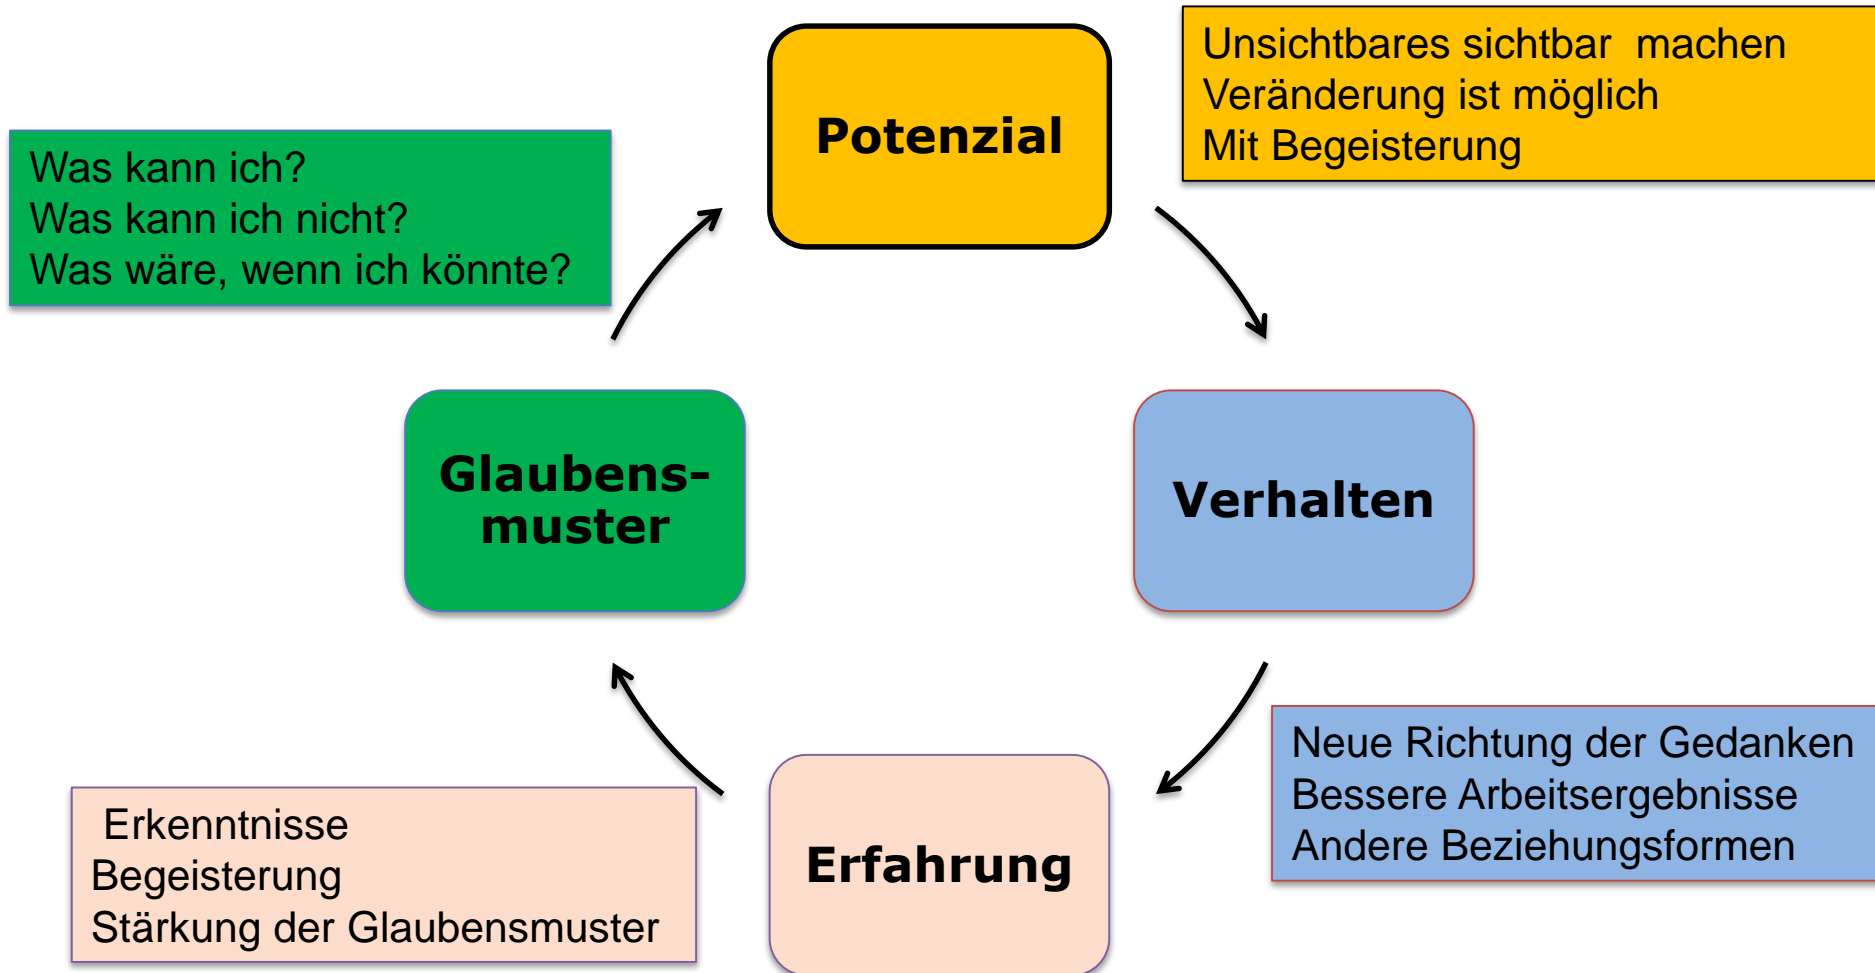 Potenzial
Unsichtbares sichtbar  machen
Veränderung ist möglich
Mit Begeisterung
Was kann ich?
Was kann ich nicht?
Was wäre, wenn ich könnte?
Glaubens-
muster
Verhalten
Neue Richtung der Gedanken
Bessere Arbeitsergebnisse
Andere Beziehungsformen
Erkenntnisse
Begeisterung
Stärkung der Glaubensmuster
Erfahrung